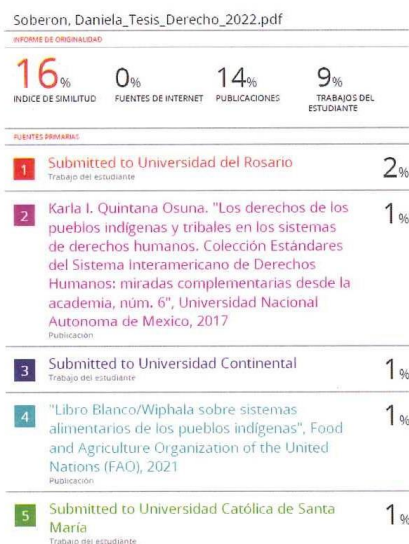 Soberon, Daniela_Tesis_Derecho_2022.pdf
INFORME DE ORIGINALIDAD
16%
INDICE DE SIMILITUD
0%
FUENTES DE INTERNET
14%
PUBLICACIONES
9%
TRABAJOS DEL
ESTUDIANTE
FUENTES PRIMARIAS
1
Submitted to Universidad del Rosario
Trabajo del estudiante
2%
2
Karla I. Quintana Osuna. "Los derechos de los
pueblos indígenas y tribales en los sistemas
de derechos humanos. Colección Estándares
del Sistema Interamericano de Derechos
Humanos: miradas complementarias desde la
academia, núm. 6", Universidad Nacional
Autonoma de Mexico, 2017
Publicación
1%
3
Submitted to Universidad Continental
Trabajo del estudiante
1%
4
"Libro Blanco/Wiphala sobre sistemas
alimentarios de los pueblos indígenas", Food
and Agriculture Organization of the United
Nations (FAO), 2021
Publicación
1%
5
Submitted to Universidad Católica de Santa
María
Trabajo del estudiante
1%